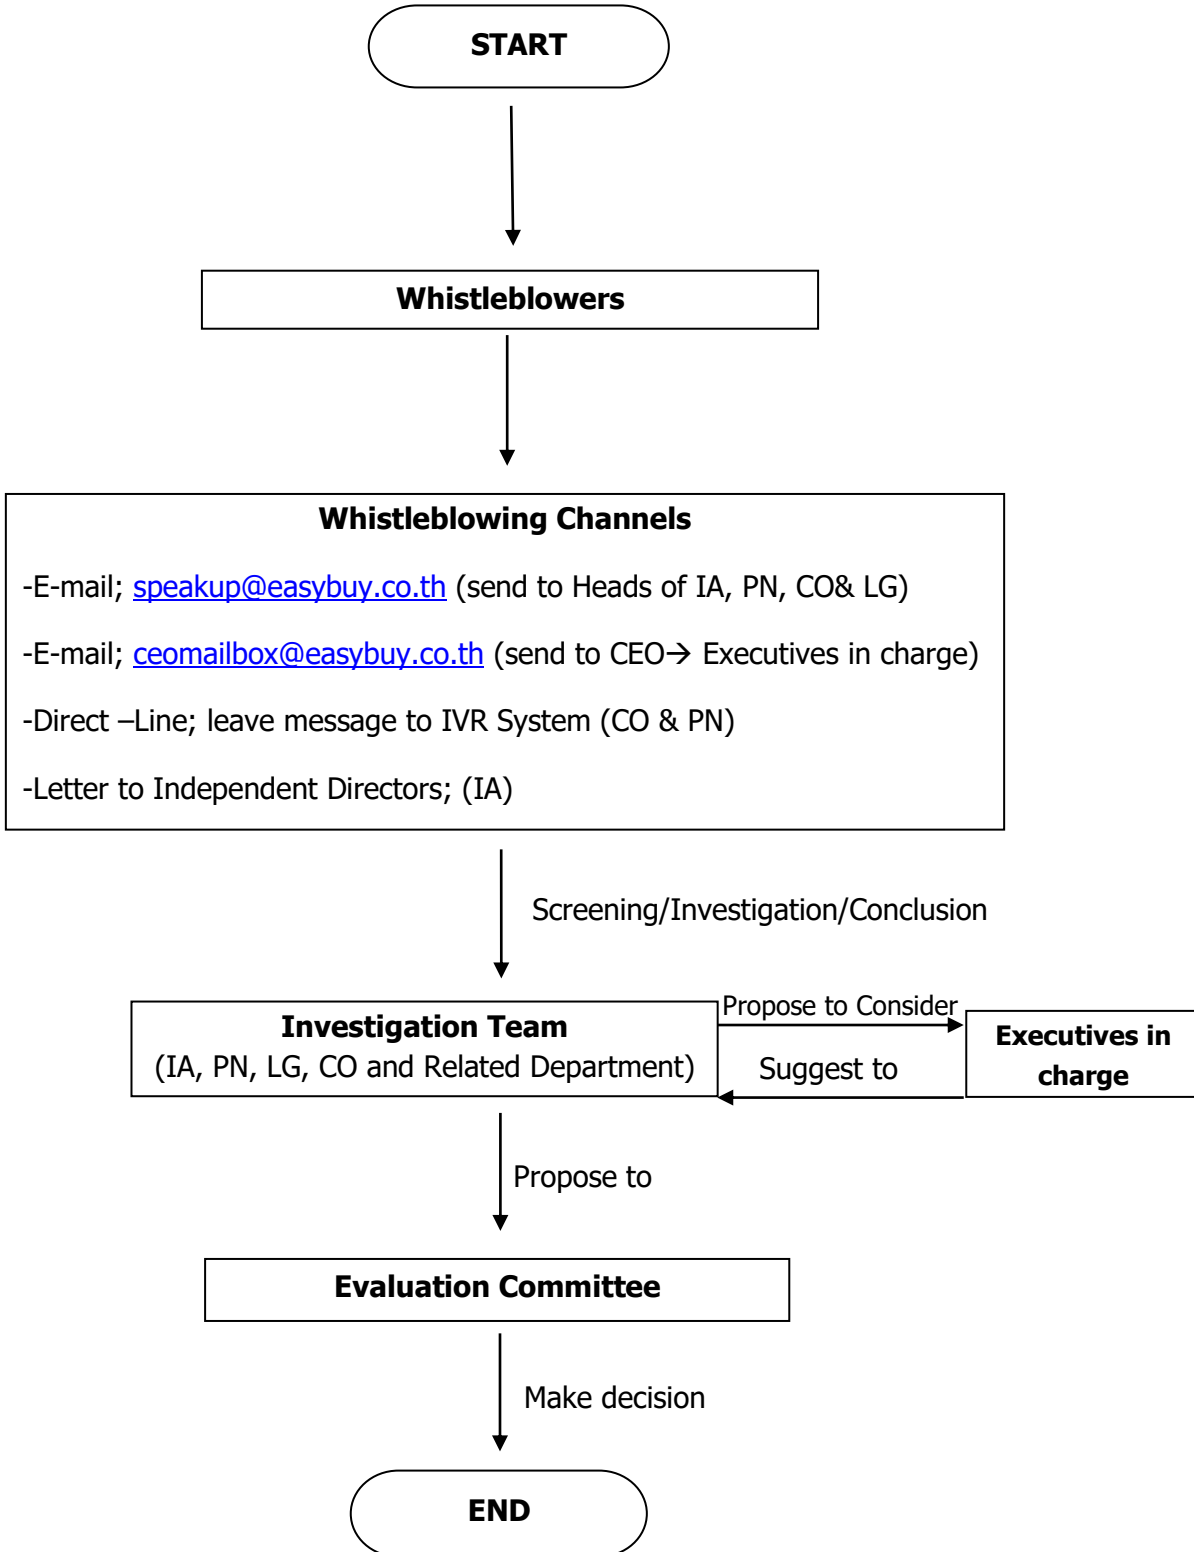 START
Whistleblowers
Whistleblowing Channels
-E-mail; speakup@easybuy.co.th (send to Heads of IA, PN, CO& LG)
-E-mail; ceomailbox@easybuy.co.th (send to CEO→ Executives in charge)
-Direct –Line; leave message to IVR System (CO & PN)
-Letter to Independent Directors; (IA)
Screening/Investigation/Conclusion
Investigation Team
(IA, PN, LG, CO and Related Department)
Propose to Consider
Suggest to
Executives in
charge
Propose to
Evaluation Committee
Make decision
END